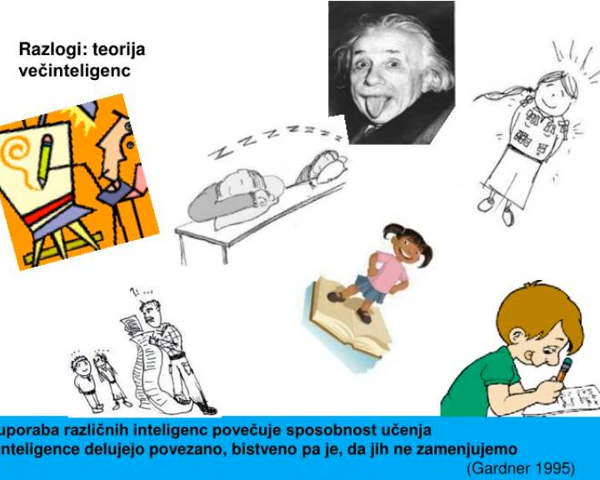 Razlogi: teorija
večinteligenc
z z z z z z z
uporaba različnih inteligenc povečuje sposobnost učenja
inteligence delujejo povezano, bistveno pa je, da jih ne zamenjujemo
(Gardner 1995)